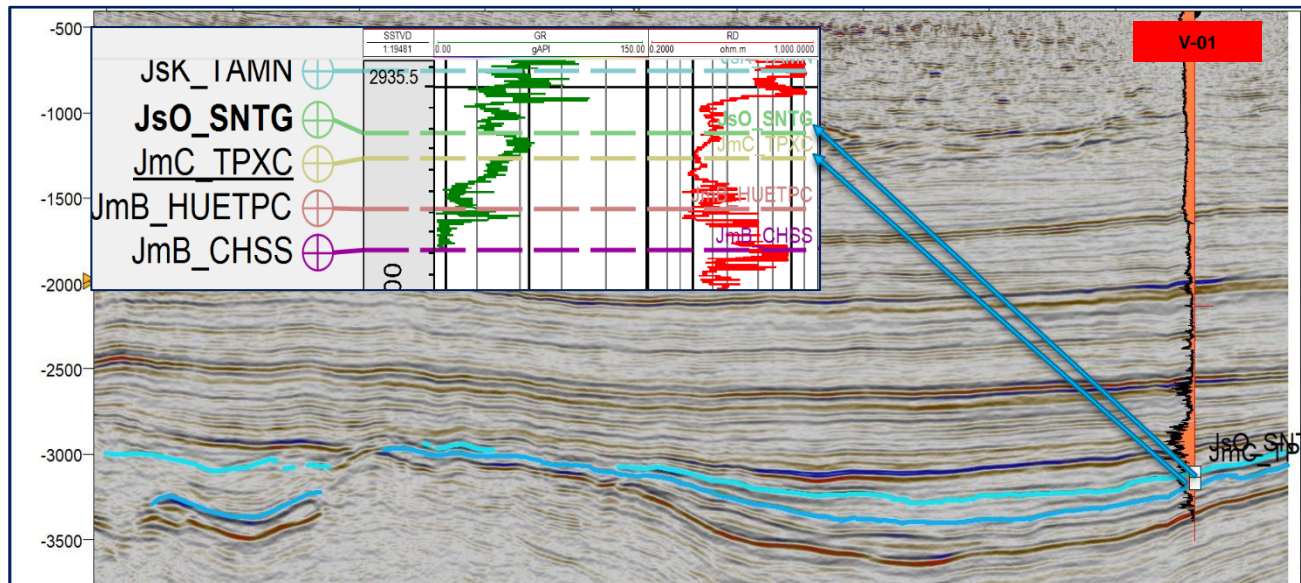 -500
-1000
-1500
-2000
-2500
-3000
-3500
V-01
SSTVD
1:19481
GR
0.00 gAPI 150.00
RD
0.2000 ohm.m 1,000.0000
JsK_TAMN
2935.5
JsO_SNTG
JsO_SNTG
JmC_TPXC
JmC_TPXC
JmB_HUETPC
JmB_HUETPC
JmB_CHSS
JmB_CHSS
00
JsO_SNT